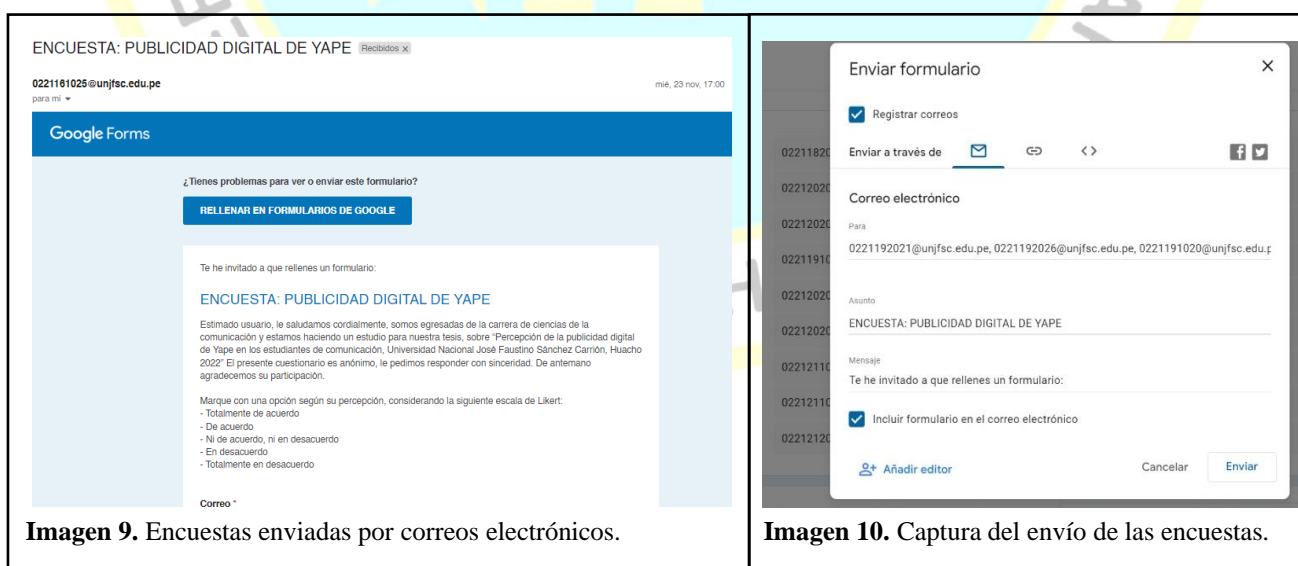 ENCUESTA: PUBLICIDAD DIGITAL DE YAPE Recibidos x
0221161025@unjfsc.edu.pe mié, 23 nov, 17:00
para mí
Google Forms
¿Tienes problemas para ver o enviar este formulario?
RELLENAR EN FORMULARIOS DE GOOGLE
Te he invitado a que rellenes un formulario:
ENCUESTA: PUBLICIDAD DIGITAL DE YAPE
Estimado usuario, le saludamos cordialmente, somos egresadas de la carrera de ciencias de la
comunicación y estamos haciendo un estudio para nuestra tesis, sobre "Percepción de la publicidad digital
de Yape en los estudiantes de comunicación, Universidad Nacional José Faustino Sánchez Carrión, Huacho
2022" El presente cuestionario es anónimo, le pedimos responder con sinceridad. De antemano
agradecemos su participación.
Marque con una opción según su percepción, considerando la siguiente escala de Likert:
- Totalmente de acuerdo
- De acuerdo
- Ni de acuerdo, ni en desacuerdo
- En desacuerdo
- Totalmente en desacuerdo
Correo *
Imagen 9. Encuestas enviadas por correos electrónicos.
Enviar formulario
Registrar correos
Enviar a través de
Correo electrónico
Para
0221192021@unjfsc.edu.pe, 0221192026@unjfsc.edu.pe, 0221191020@unjfsc.edu.p
Asunto
ENCUESTA: PUBLICIDAD DIGITAL DE YAPE
Mensaje
Te he invitado a que rellenes un formulario:
Incluir formulario en el correo electrónico
Añadir editor Cancelar Enviar
02211820
02212020
02212020
02211910
02212020
02212020
02212110
02212110
02212120
Imagen 10. Captura del envío de las encuestas.